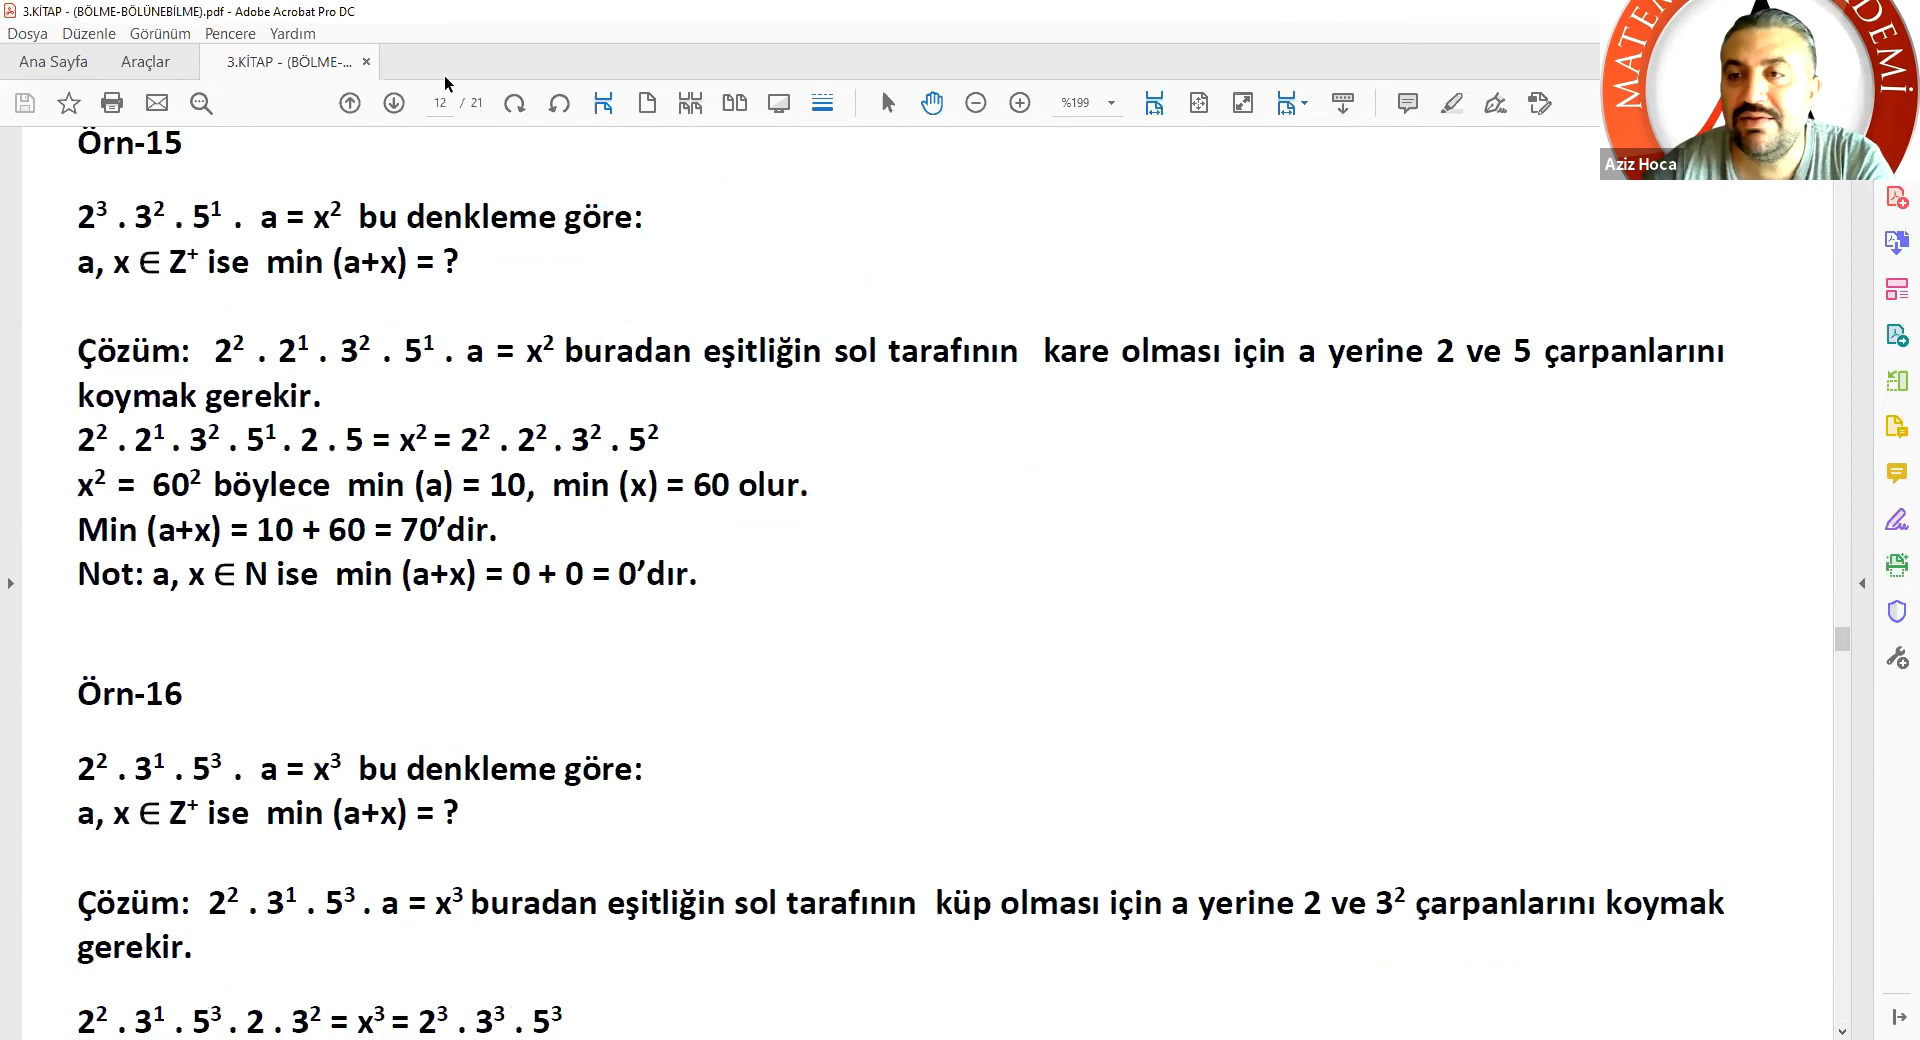 3.KİTAP - (BÖLME-BÖLÜNEBİLME).pdf - Adobe Acrobat Pro DC
Dosya Düzenle Görünüm Pencere Yardım
Ana Sayfa Araçlar 3.KİTAP - (BÖLME-... ×
12 / 21 %199
Aziz Hoca
Örn-15
2³ . 3² . 5¹ . a = x² bu denkleme göre:
a, x ∈ Z⁺ ise min (a+x) = ?
Çözüm: 2² . 2¹ . 3² . 5¹ . a = x² buradan eşitliğin sol tarafının kare olması için a yerine 2 ve 5 çarpanlarını
koymak gerekir.
2² . 2¹ . 3² . 5¹ . 2 . 5 = x² = 2² . 2² . 3² . 5²
x² = 60² böylece min (a) = 10, min (x) = 60 olur.
Min (a+x) = 10 + 60 = 70’dir.
Not: a, x ∈ N ise min (a+x) = 0 + 0 = 0’dır.
Örn-16
2² . 3¹ . 5³ . a = x³ bu denkleme göre:
a, x ∈ Z⁺ ise min (a+x) = ?
Çözüm: 2² . 3¹ . 5³ . a = x³ buradan eşitliğin sol tarafının küp olması için a yerine 2 ve 3² çarpanlarını koymak
gerekir.
2² . 3¹ . 5³ . 2 . 3² = x³ = 2³ . 3³ . 5³